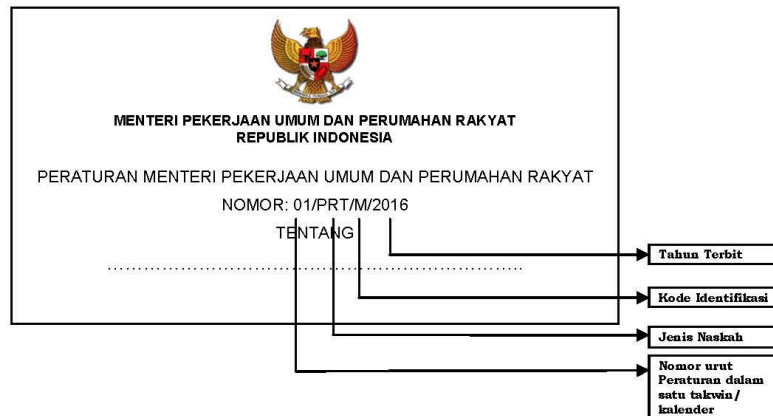 MENTERI PEKERJAAN UMUM DAN PERUMAHAN RAKYAT
REPUBLIK INDONESIA
PERATURAN MENTERI PEKERJAAN UMUM DAN PERUMAHAN RAKYAT
NOMOR: 01/PRT/M/2016
TENTANG
Tahun Terbit
Kode Identifikasi
Jenis Naskah
Nomor urut
Peraturan dalam
satu takwin/
kalender